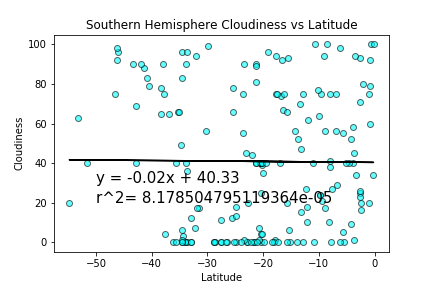 Southern Hemisphere Cloudiness vs Latitude
100
80
60
40
20
0
Cloudiness
y = -0.02x + 40.33
r^2= 8.178504795119364e-05
−50 −40 −30 −20 −10 0
Latitude